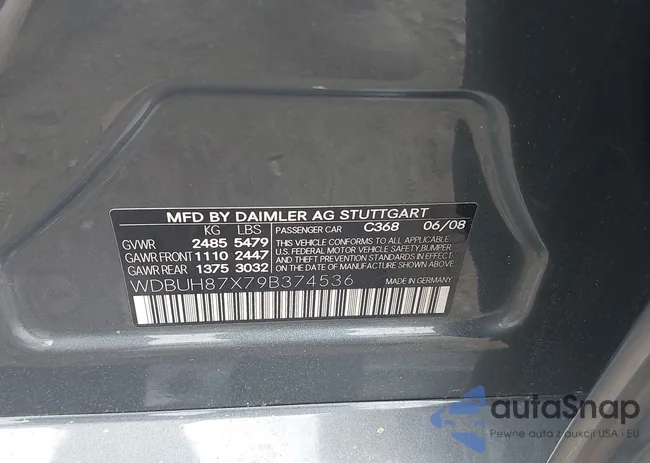 MFD BY DAIMLER AG STUTTGART
KG LBS PASSENGER CAR C368 06/08
GVWR 2485 5479 THIS VEHICLE CONFORMS TO ALL APPLICABLE
GAWR FRONT 1110 2447 U.S. FEDERAL MOTOR VEHICLE SAFETY, BUMPER
GAWR REAR 1375 3032 AND THEFT PREVENTION STANDARDS IN EFFECT
ON THE DATE OF MANUFACTURE SHOWN ABOVE.
WDBUH87X79B374536
MADE IN GERMANY
autoSnap
Pewne auta z aukcji USA i EU